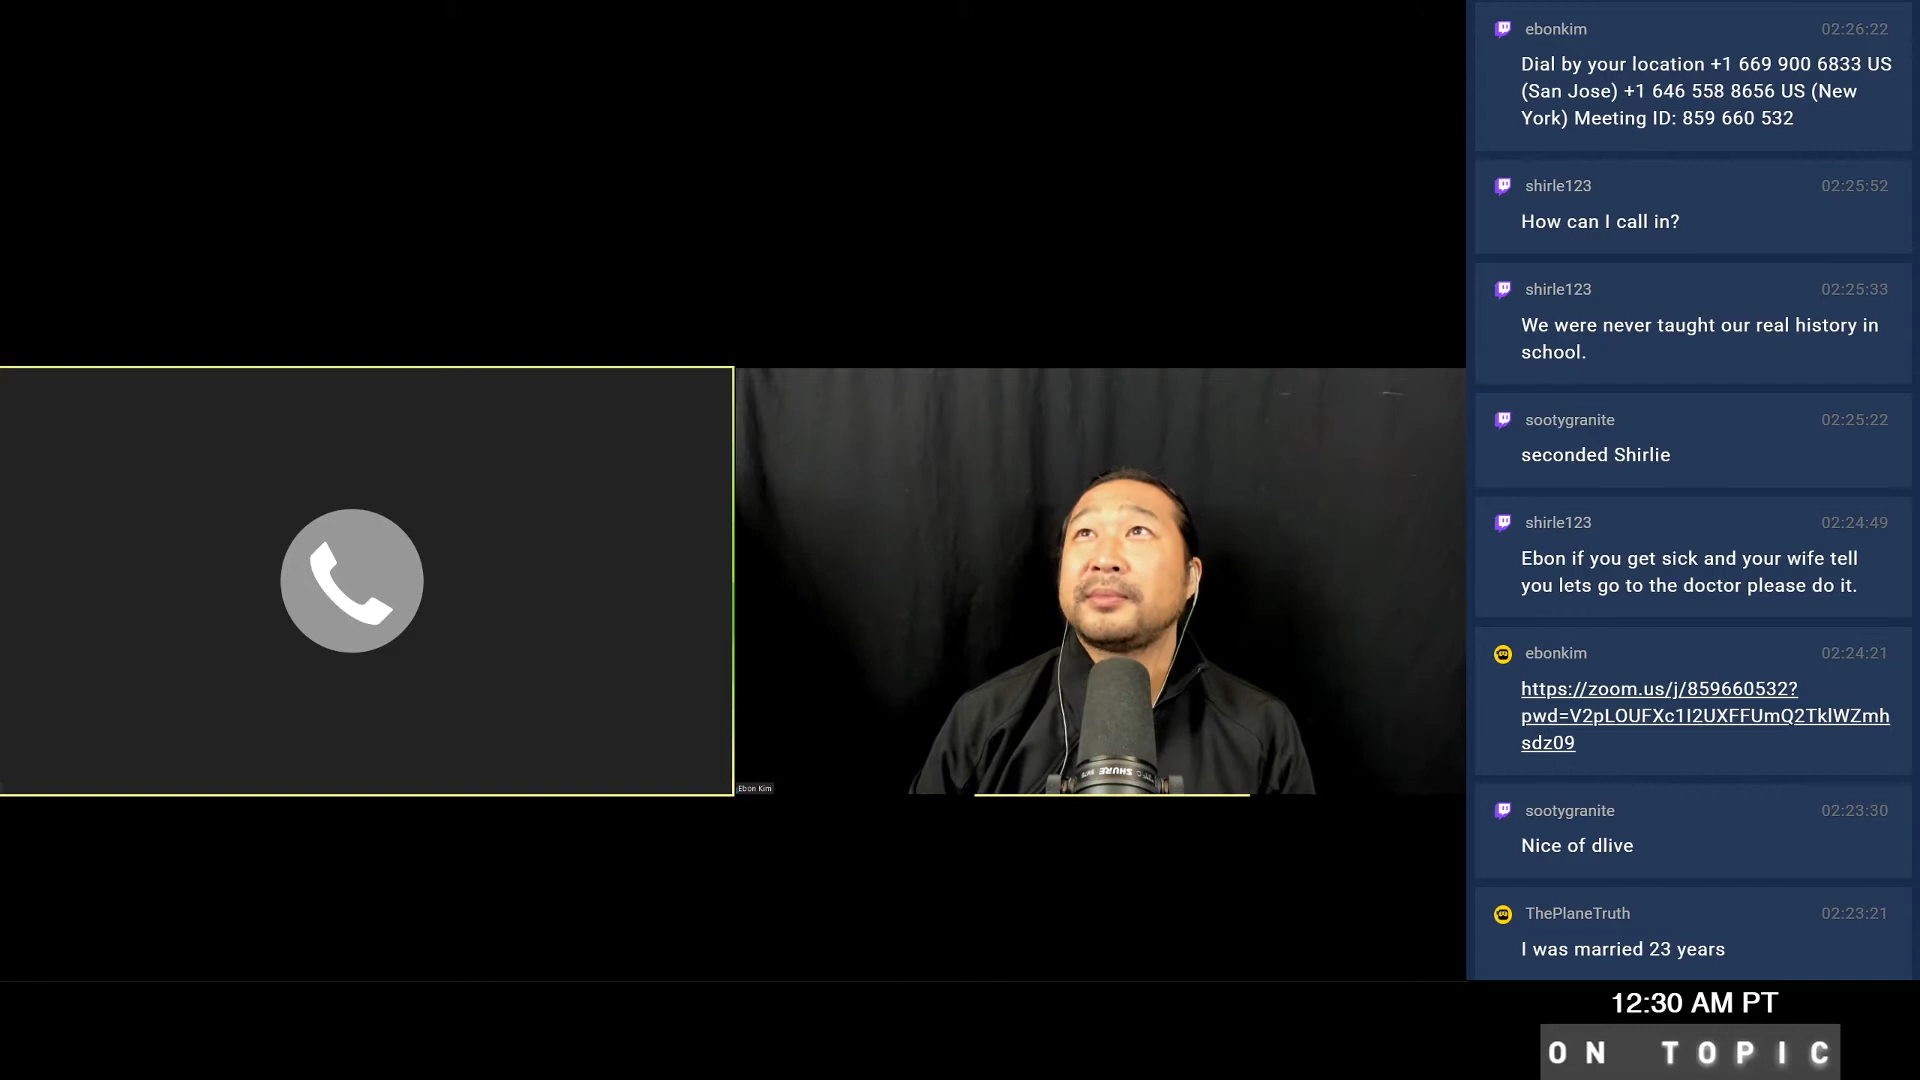 ebonkim 02:26:22
Dial by your location +1 669 900 6833 US
(San Jose) +1 646 558 8656 US (New
York) Meeting ID: 859 660 532
shirle123 02:25:52
How can I call in?
shirle123 02:25:33
We were never taught our real history in
school.
sootygranite 02:25:22
seconded Shirlie
shirle123 02:24:49
Ebon if you get sick and your wife tell
you lets go to the doctor please do it.
ebonkim 02:24:21
https://zoom.us/j/859660532?
pwd=V2pLOUFXc1I2UXFFUmQ2TklWZmh
sdz09
sootygranite 02:23:30
Nice of dlive
ThePlaneTruth 02:23:21
I was married 23 years
Ebon Kim
SHURE
12:30 AM PT
ON TOPIC